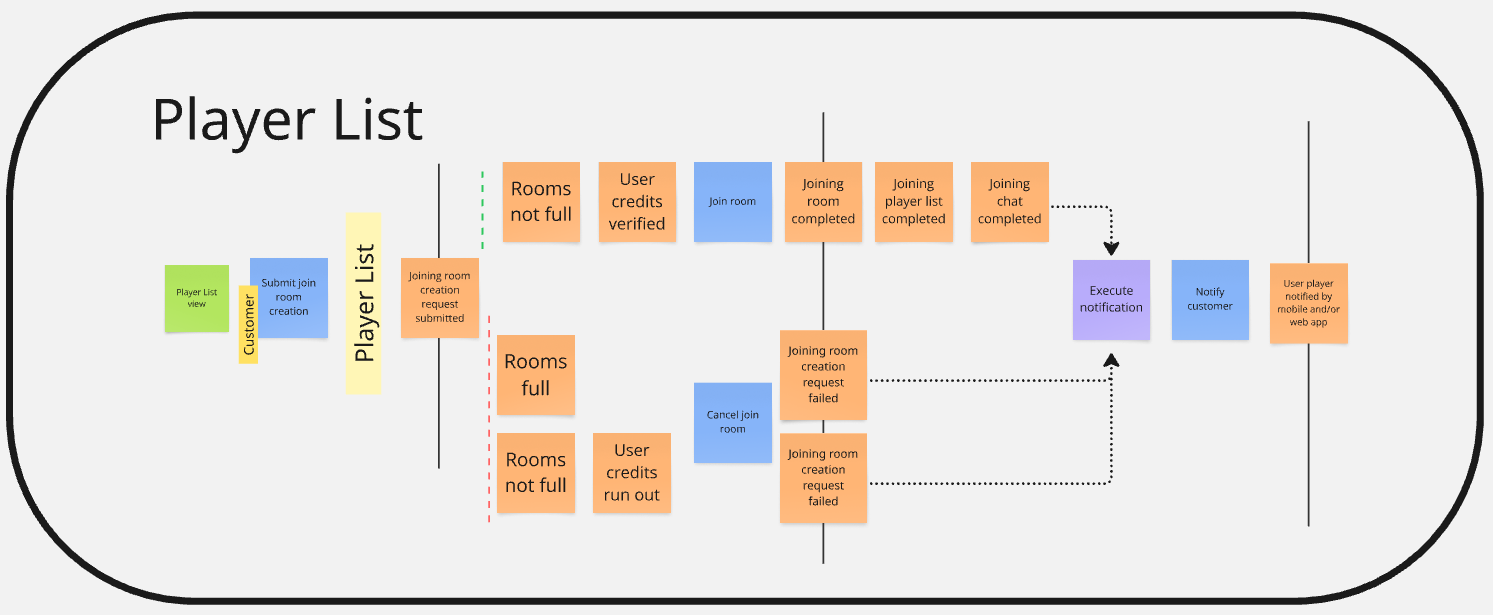 Player List
Player List
view
Submit join
room
creation
Customer
Player List
Joining room
creation
request
submitted
Rooms
not full
User
credits
verified
Join room
Joining
room
completed
Joining
player list
completed
Joining
chat
completed
Rooms
full
Rooms
not full
User
credits
run out
Cancel join
room
Joining room
creation
request
failed
Joining room
creation
request
failed
Execute
notification
Notify
customer
User player
notified by
mobile and/or
web app